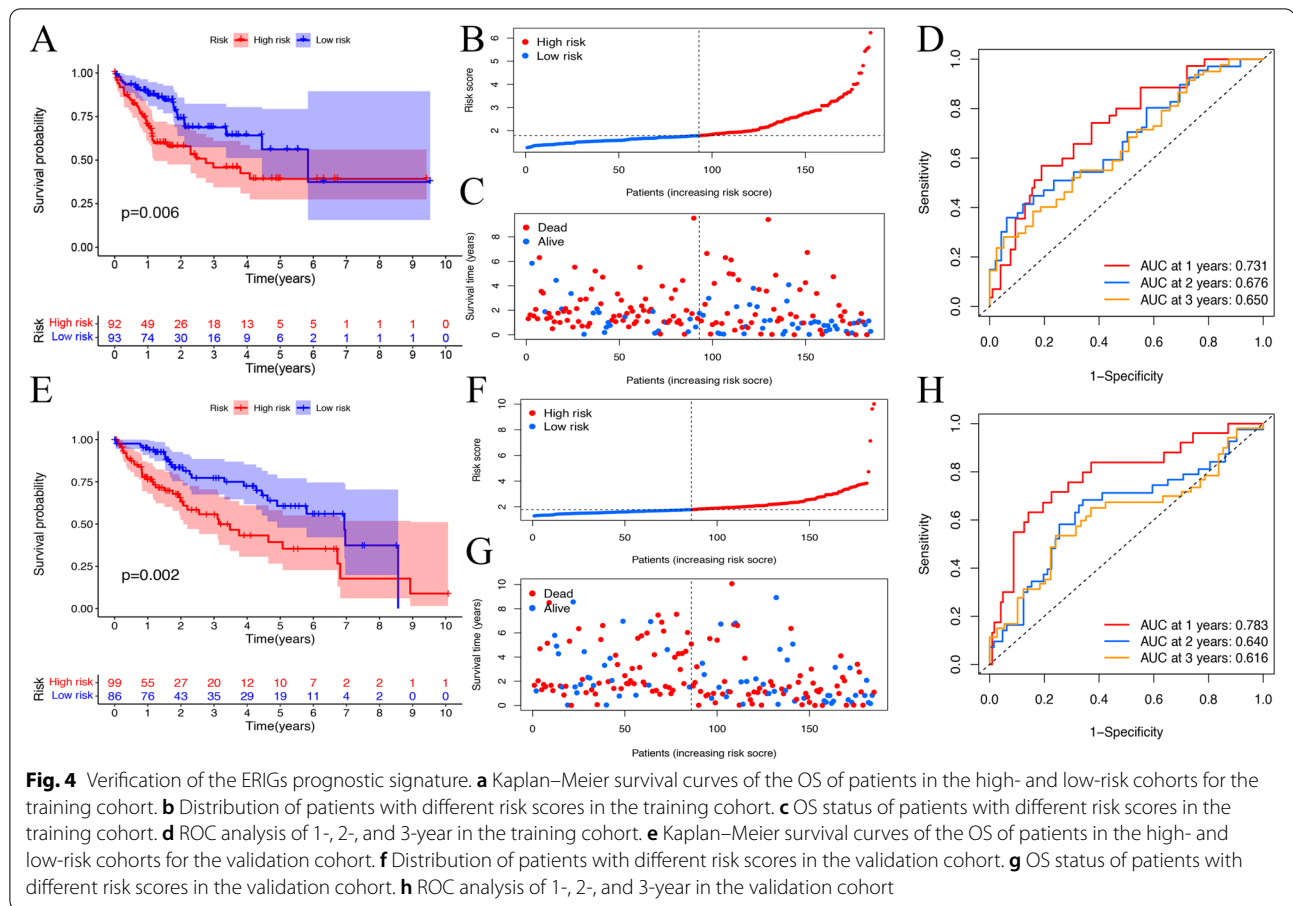 A
Risk High risk Low risk
Survival probability
1.00
0.75
0.50
0.25
0.00
p=0.006
0 1 2 3 4 5 6 7 8 9 10
Time(years)
Risk
High risk 92 49 26 18 13 5 5 1 1 1 0
Low risk 93 74 30 16 9 6 2 1 1 1 0
0 1 2 3 4 5 6 7 8 9 10
Time(years)
B
High risk
Low risk
Risk score
6
5
4
3
2
0 50 100 150
Patients (increasing risk socre)
C
Dead
Alive
Survival time (years)
8
6
4
2
0
0 50 100 150
Patients (increasing risk socre)
D
Sensitivity
1.0
0.8
0.6
0.4
0.2
0.0
AUC at 1 years: 0.731
AUC at 2 years: 0.676
AUC at 3 years: 0.650
0.0 0.2 0.4 0.6 0.8 1.0
1−Specificity
E
Risk High risk Low risk
Survival probability
1.00
0.75
0.50
0.25
0.00
p=0.002
0 1 2 3 4 5 6 7 8 9 10
Time(years)
Risk
High risk 99 55 27 20 12 10 7 2 2 1 1
Low risk 86 76 43 35 29 19 11 4 2 0 0
0 1 2 3 4 5 6 7 8 9 10
Time(years)
F
High risk
Low risk
Risk score
10
8
6
4
2
0 50 100 150
Patients (increasing risk socre)
G
Dead
Alive
Survival time (years)
10
8
6
4
2
0
0 50 100 150
Patients (increasing risk socre)
H
Sensitivity
1.0
0.8
0.6
0.4
0.2
0.0
AUC at 1 years: 0.783
AUC at 2 years: 0.640
AUC at 3 years: 0.616
0.0 0.2 0.4 0.6 0.8 1.0
1−Specificity
Fig. 4 Verification of the ERIGs prognostic signature. a Kaplan–Meier survival curves of the OS of patients in the high- and low-risk cohorts for the
training cohort. b Distribution of patients with different risk scores in the training cohort. c OS status of patients with different risk scores in the
training cohort. d ROC analysis of 1-, 2-, and 3-year in the training cohort. e Kaplan–Meier survival curves of the OS of patients in the high- and
low-risk cohorts for the validation cohort. f Distribution of patients with different risk scores in the validation cohort. g OS status of patients with
different risk scores in the validation cohort. h ROC analysis of 1-, 2-, and 3-year in the validation cohort